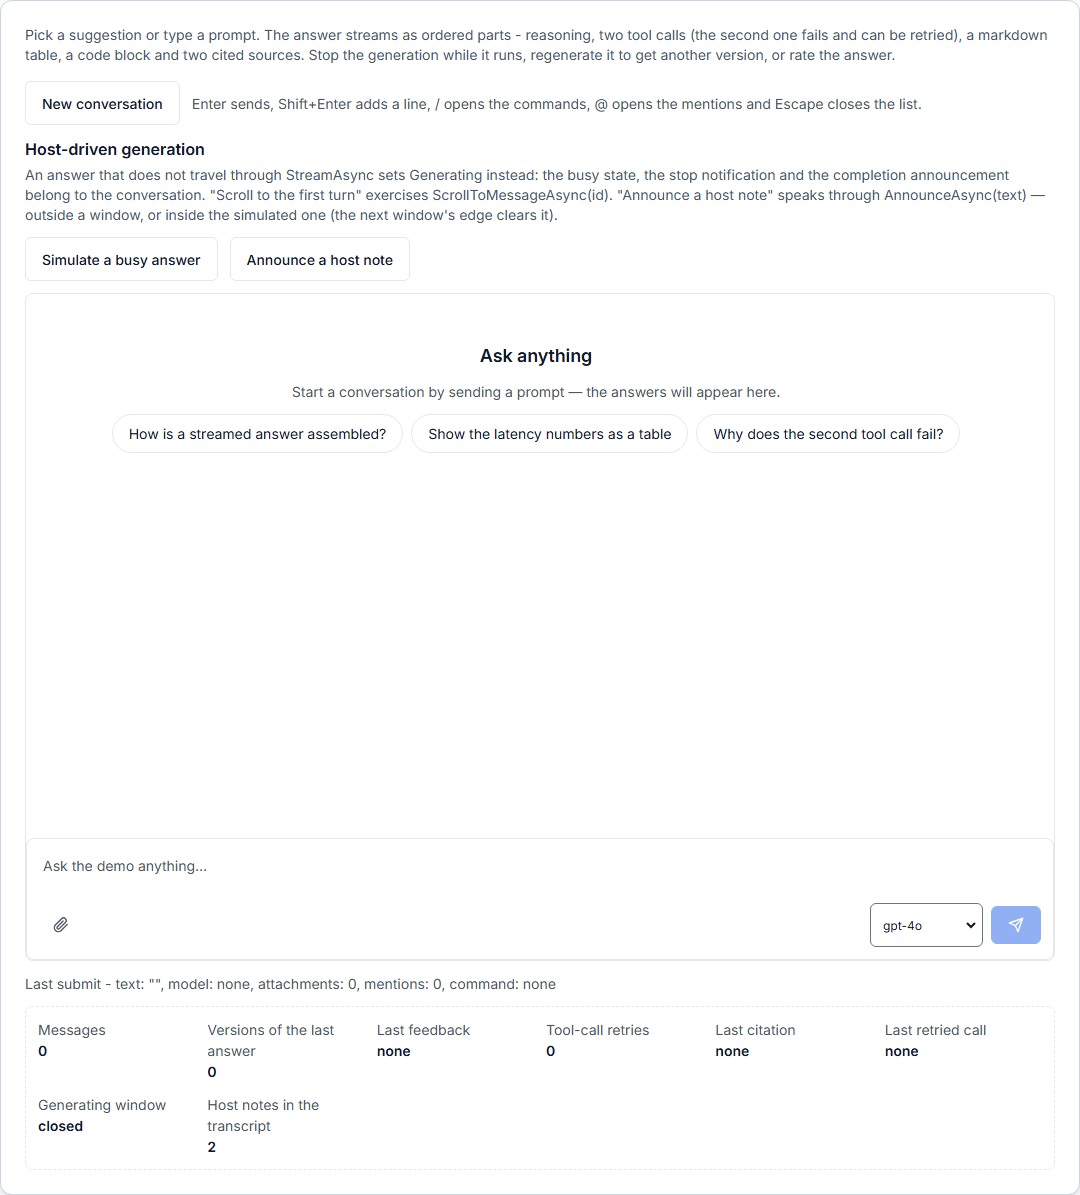 Pick a suggestion or type a prompt. The answer streams as ordered parts - reasoning, two tool calls (the second one fails and can be retried), a markdown
table, a code block and two cited sources. Stop the generation while it runs, regenerate it to get another version, or rate the answer.
New conversation
Enter sends, Shift+Enter adds a line, / opens the commands, @ opens the mentions and Escape closes the list.
Host-driven generation
An answer that does not travel through StreamAsync sets Generating instead: the busy state, the stop notification and the completion announcement
belong to the conversation. "Scroll to the first turn" exercises ScrollToMessageAsync(id). "Announce a host note" speaks through AnnounceAsync(text) —
outside a window, or inside the simulated one (the next window's edge clears it).
Simulate a busy answer
Announce a host note
Ask anything
Start a conversation by sending a prompt — the answers will appear here.
How is a streamed answer assembled?
Show the latency numbers as a table
Why does the second tool call fail?
Ask the demo anything...
gpt-4o
Last submit - text: "", model: none, attachments: 0, mentions: 0, command: none
Messages
0
Versions of the last
answer
0
Last feedback
none
Tool-call retries
0
Last citation
none
Last retried call
none
Generating window
closed
Host notes in the
transcript
2